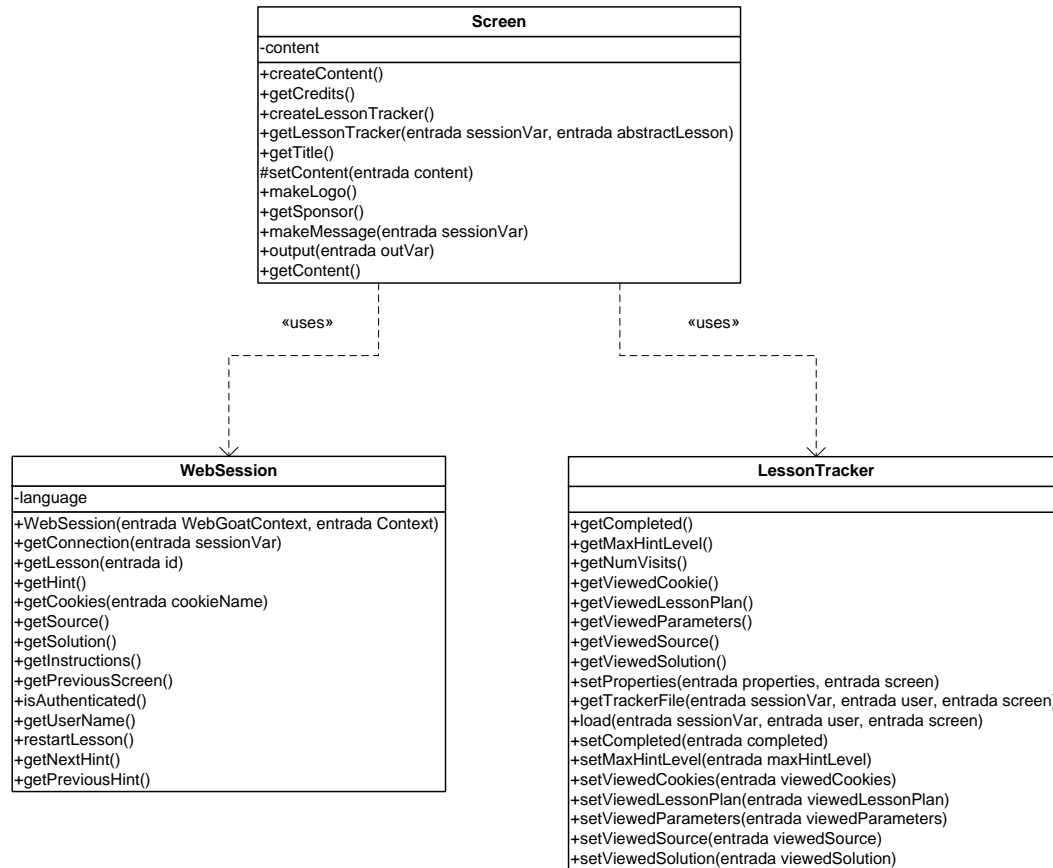 Screen
-content
+createContent()
+getCredits()
+createLessonTracker()
+getLessonTracker(entrada sessionVar, entrada abstractLesson)
+getTitle()
#setContent(entrada content)
+makeLogo()
+getSponsor()
+makeMessage(entrada sessionVar)
+output(entrada outVar)
+getContent()
«uses»
«uses»
WebSession
-language
+WebSession(entrada WebGoatContext, entrada Context)
+getConnection(entrada sessionVar)
+getLesson(entrada id)
+getHint()
+getCookies(entrada cookieName)
+getSource()
+getSolution()
+getInstructions()
+getPreviousScreen()
+isAuthenticated()
+getUserName()
+restartLesson()
+getNextHint()
+getPreviousHint()
LessonTracker
+getCompleted()
+getMaxHintLevel()
+getNumVisits()
+getViewedCookie()
+getViewedLessonPlan()
+getViewedParameters()
+getViewedSource()
+getViewedSolution()
+setProperties(entrada properties, entrada screen)
+getTrackerFile(entrada sessionVar, entrada user, entrada screen)
+load(entrada sessionVar, entrada user, entrada screen)
+setCompleted(entrada completed)
+setMaxHintLevel(entrada maxHintLevel)
+setViewedCookies(entrada viewedCookies)
+setViewedLessonPlan(entrada viewedLessonPlan)
+setViewedParameters(entrada viewedParameters)
+setViewedSource(entrada viewedSource)
+setViewedSolution(entrada viewedSolution)